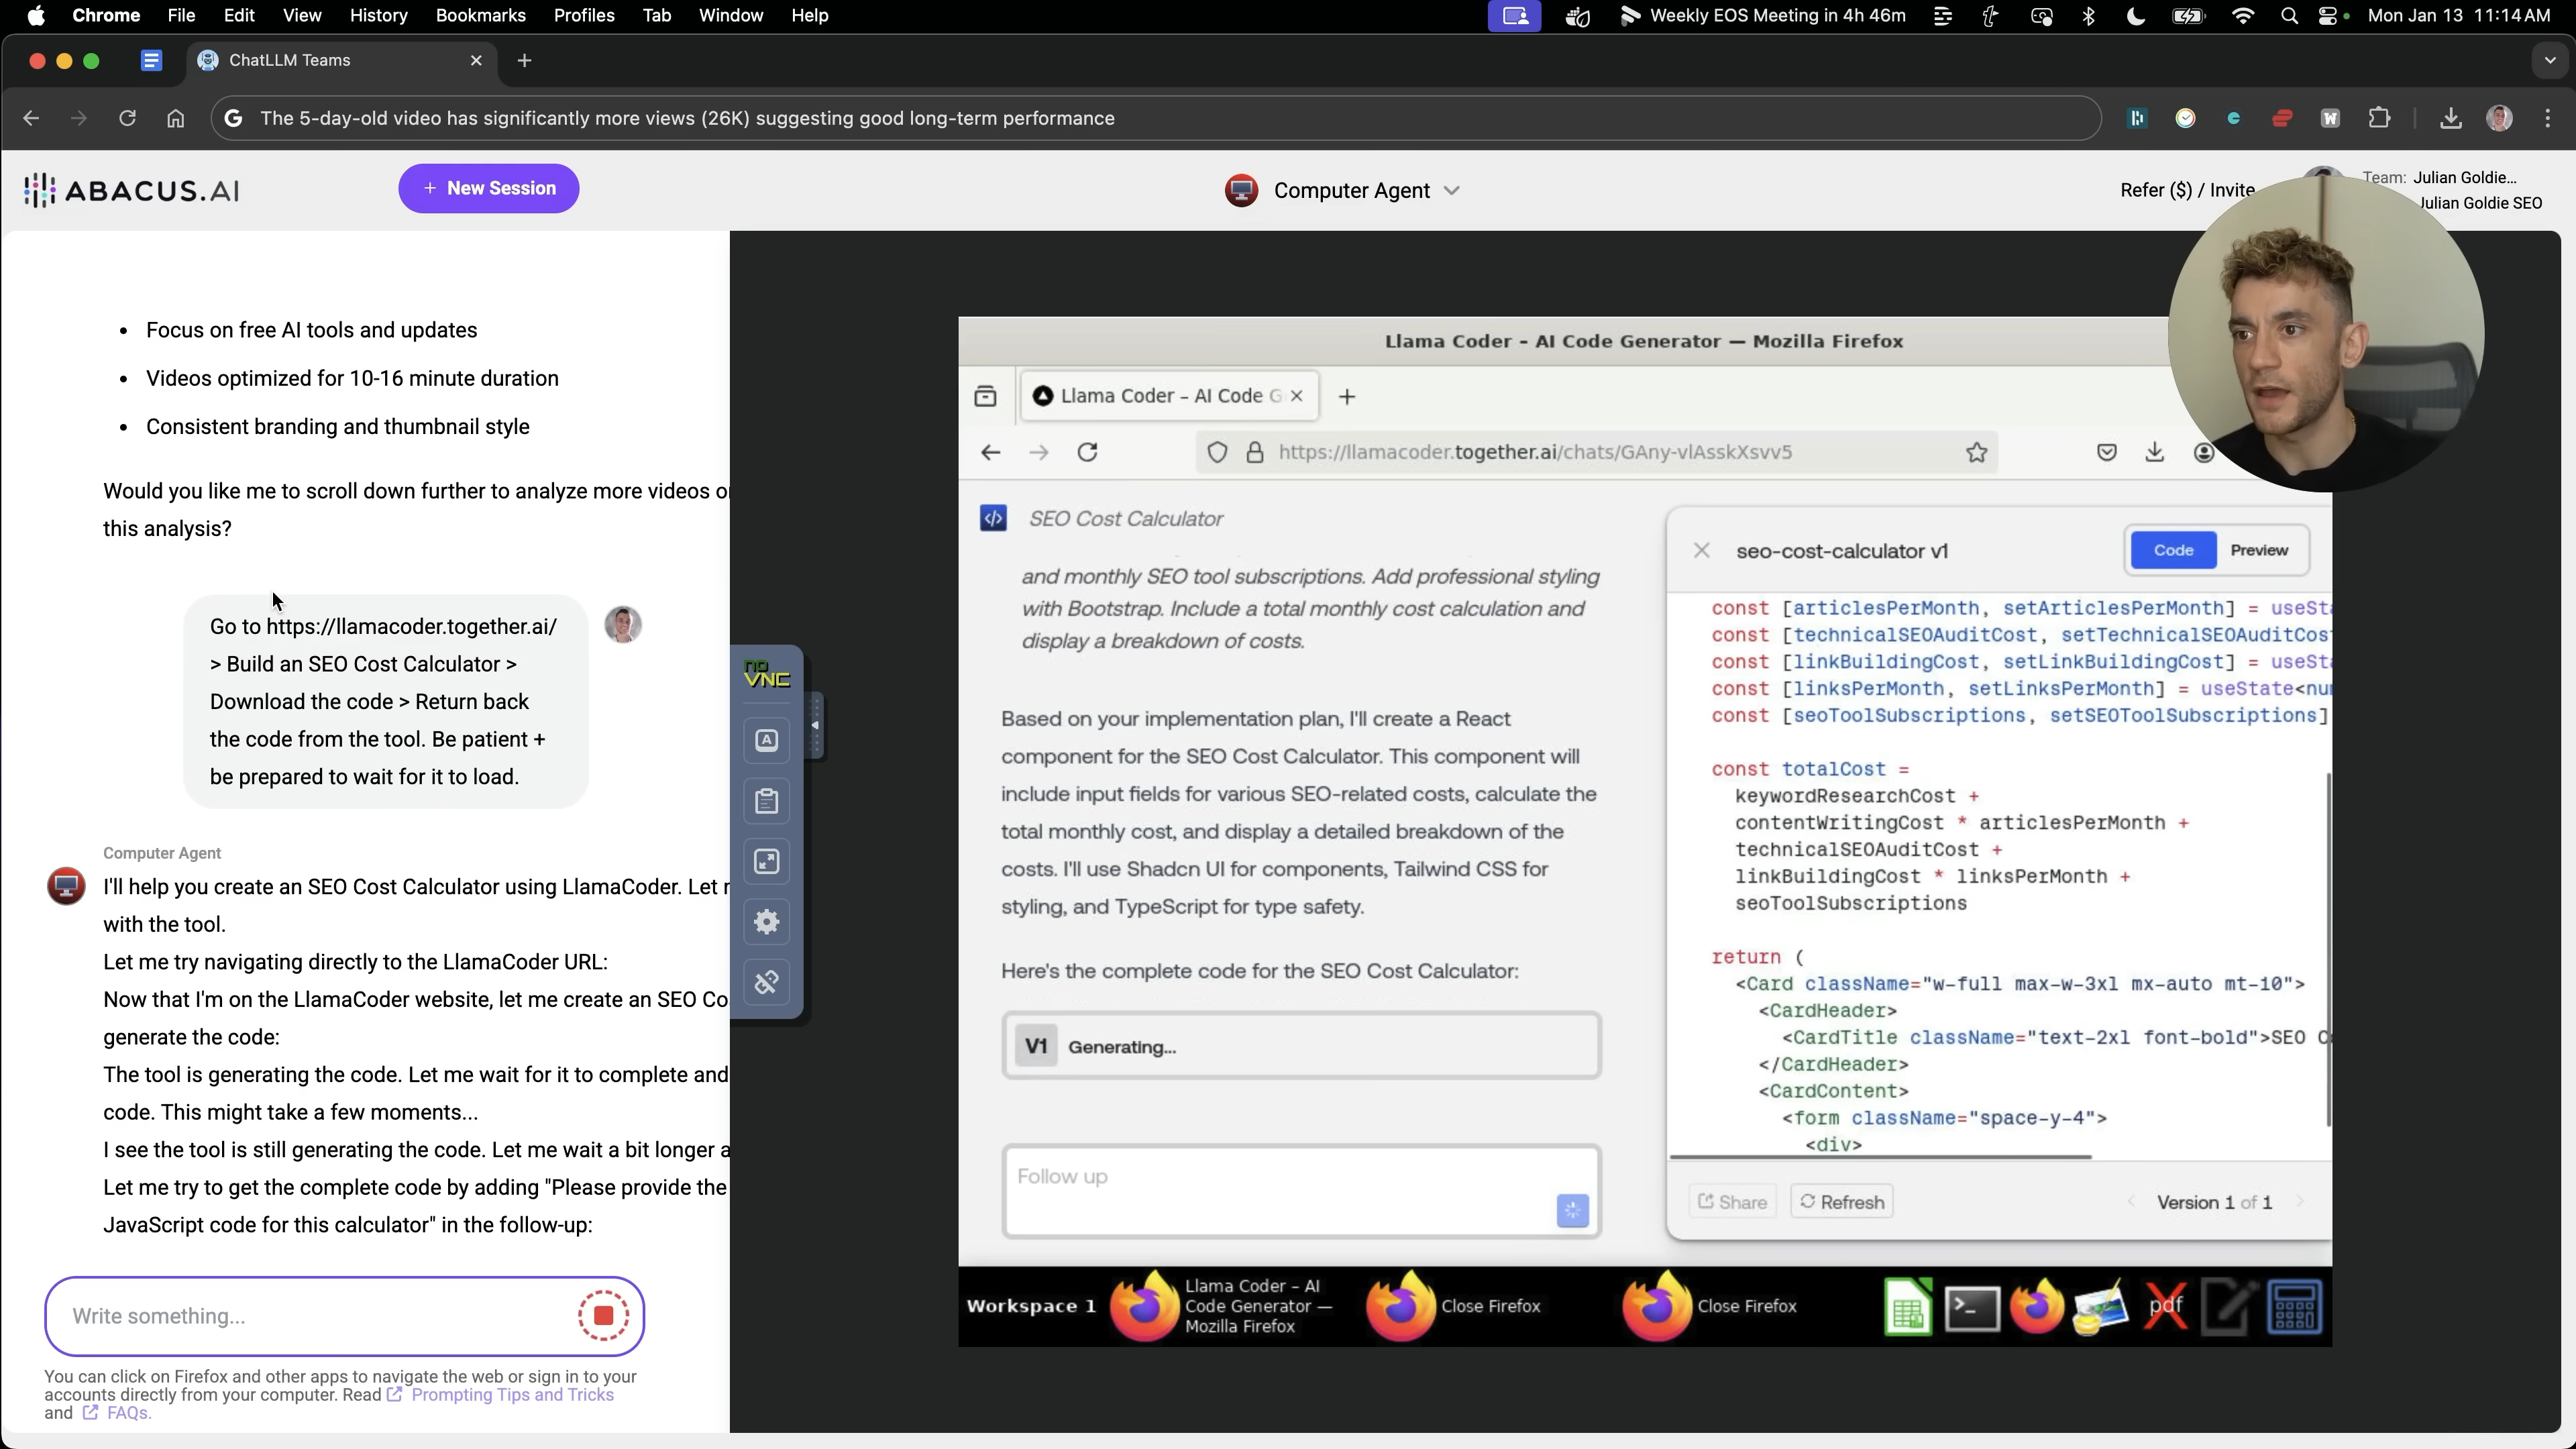 Chrome File Edit View History Bookmarks Profiles Tab Window Help
Weekly EOS Meeting in 4h 46m
Mon Jan 13 11:14 AM
ChatLLM Teams
The 5-day-old video has significantly more views (26K) suggesting good long-term performance
ABACUS.AI
+ New Session
Computer Agent
Refer ($) / Invite
Team: Julian Goldie...
Julian Goldie SEO
• Focus on free AI tools and updates
• Videos optimized for 10-16 minute duration
• Consistent branding and thumbnail style
Would you like me to scroll down further to analyze more videos
this analysis?
Go to https://llamacoder.together.ai/
> Build an SEO Cost Calculator >
Download the code > Return back
the code from the tool. Be patient +
be prepared to wait for it to load.
Computer Agent
I'll help you create an SEO Cost Calculator using LlamaCoder. Let
with the tool.
Let me try navigating directly to the LlamaCoder URL:
Now that I'm on the LlamaCoder website, let me create an SEO Co
generate the code:
The tool is generating the code. Let me wait for it to complete and
code. This might take a few moments...
I see the tool is still generating the code. Let me wait a bit longer a
Let me try to get the complete code by adding "Please provide the
JavaScript code for this calculator" in the follow-up:
Write something...
You can click on Firefox and other apps to navigate the web or sign in to your
accounts directly from your computer. Read Prompting Tips and Tricks
and FAQs.
no
VNC
Llama Coder - AI Code Generator — Mozilla Firefox
Llama Coder - AI Code G
https://llamacoder.together.ai/chats/GAny-vlAsskXsvv5
SEO Cost Calculator
and monthly SEO tool subscriptions. Add professional styling
with Bootstrap. Include a total monthly cost calculation and
display a breakdown of costs.
Based on your implementation plan, I'll create a React
component for the SEO Cost Calculator. This component will
include input fields for various SEO-related costs, calculate the
total monthly cost, and display a detailed breakdown of the
costs. I'll use Shadcn UI for components, Tailwind CSS for
styling, and TypeScript for type safety.
Here's the complete code for the SEO Cost Calculator:
V1 Generating...
Follow up
seo-cost-calculator v1
Code Preview
const [articlesPerMonth, setArticlesPerMonth] = useSta
const [technicalSEOAuditCost, setTechnicalSEOAuditCos
const [linkBuildingCost, setLinkBuildingCost] = useSta
const [linksPerMonth, setLinksPerMonth] = useState<nu
const [seoToolSubscriptions, setSEOToolSubscriptions]
const totalCost =
keywordResearchCost +
contentWritingCost * articlesPerMonth +
technicalSEOAuditCost +
linkBuildingCost * linksPerMonth +
seoToolSubscriptions
return (
<Card className="w-full max-w-3xl mx-auto mt-10">
<CardHeader>
<CardTitle className="text-2xl font-bold">SEO C
</CardHeader>
<CardContent>
<form className="space-y-4">
<div>
Share Refresh Version 1 of 1
Workspace 1
Llama Coder - AI
Code Generator —
Mozilla Firefox
Close Firefox
Close Firefox
pdf